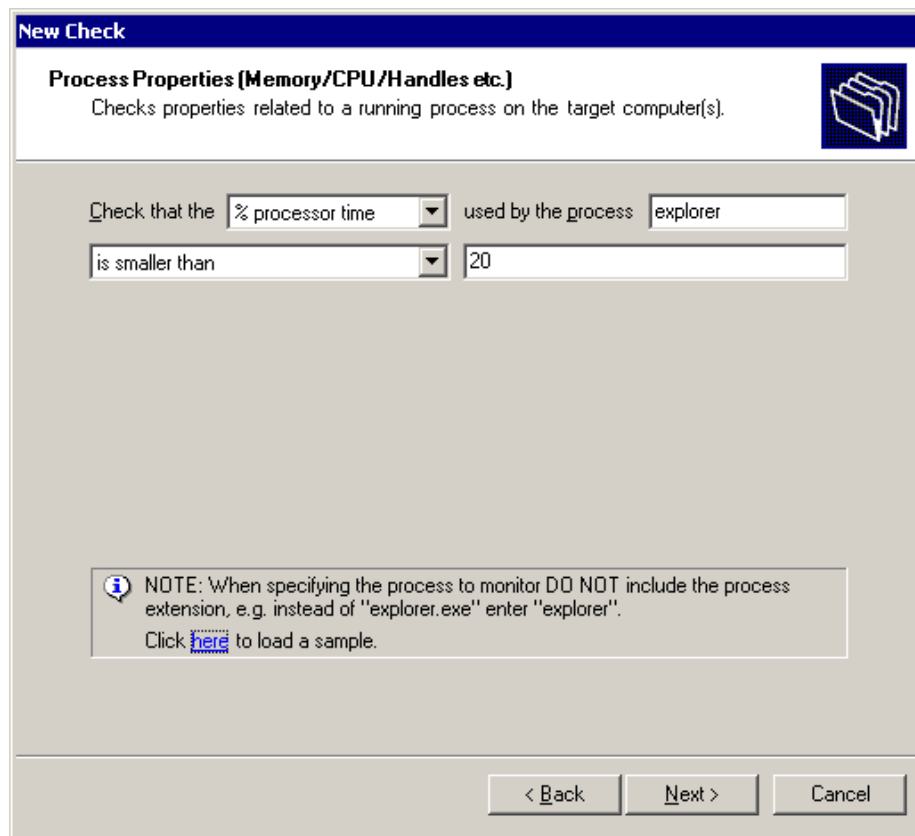 New Check
Process Properties (Memory/CPU/Handles etc.)
Checks properties related to a running process on the target computer(s).
Check that the % processor time used by the process explorer
is smaller than 20
NOTE: When specifying the process to monitor DO NOT include the process
extension, e.g. instead of "explorer.exe" enter "explorer".
Click here to load a sample.
< Back Next > Cancel